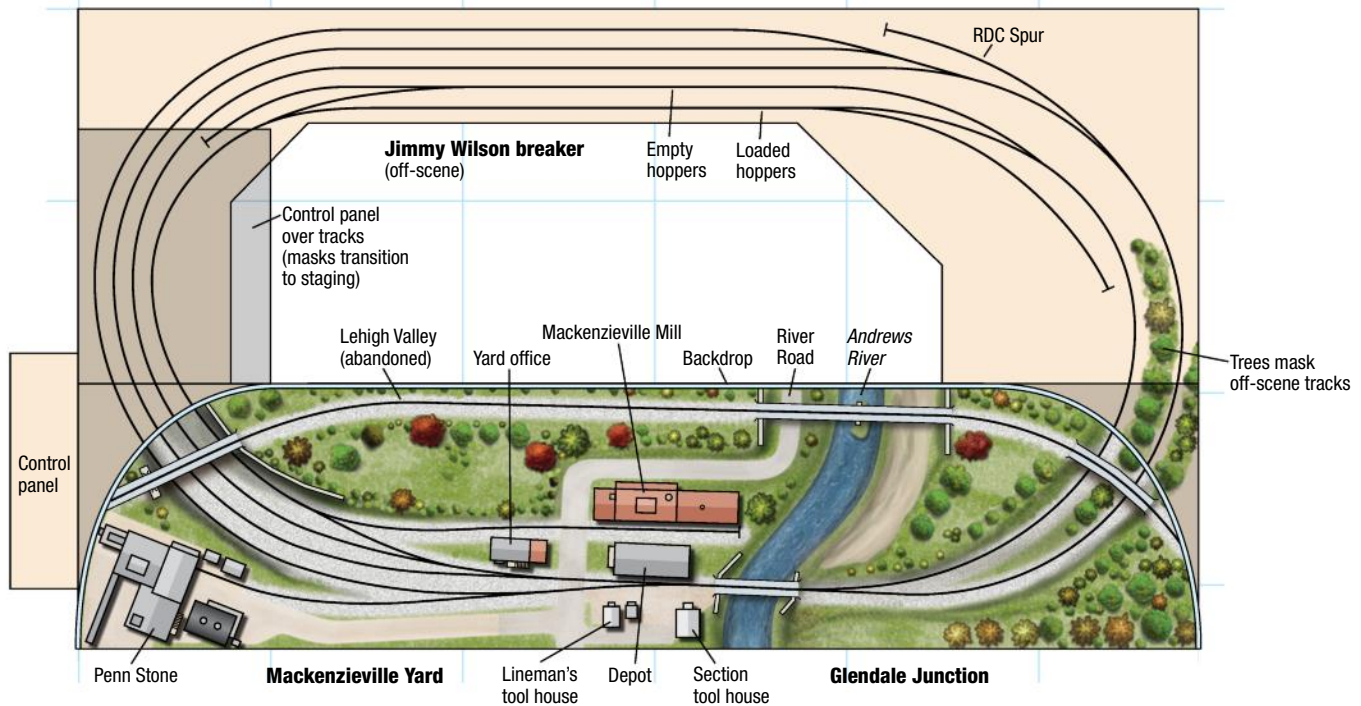 RDC Spur
Jimmy Wilson breaker
(off-scene)
Empty
hoppers
Loaded
hoppers
Control panel
over tracks
(masks transition
to staging)
Lehigh Valley
(abandoned)
Yard office
Mackenzieville Mill
Backdrop
River
Road
Andrews
River
Trees mask
off-scene tracks
Control
panel
Penn Stone
Mackenzieville Yard
Lineman's
tool house
Depot
Section
tool house
Glendale Junction